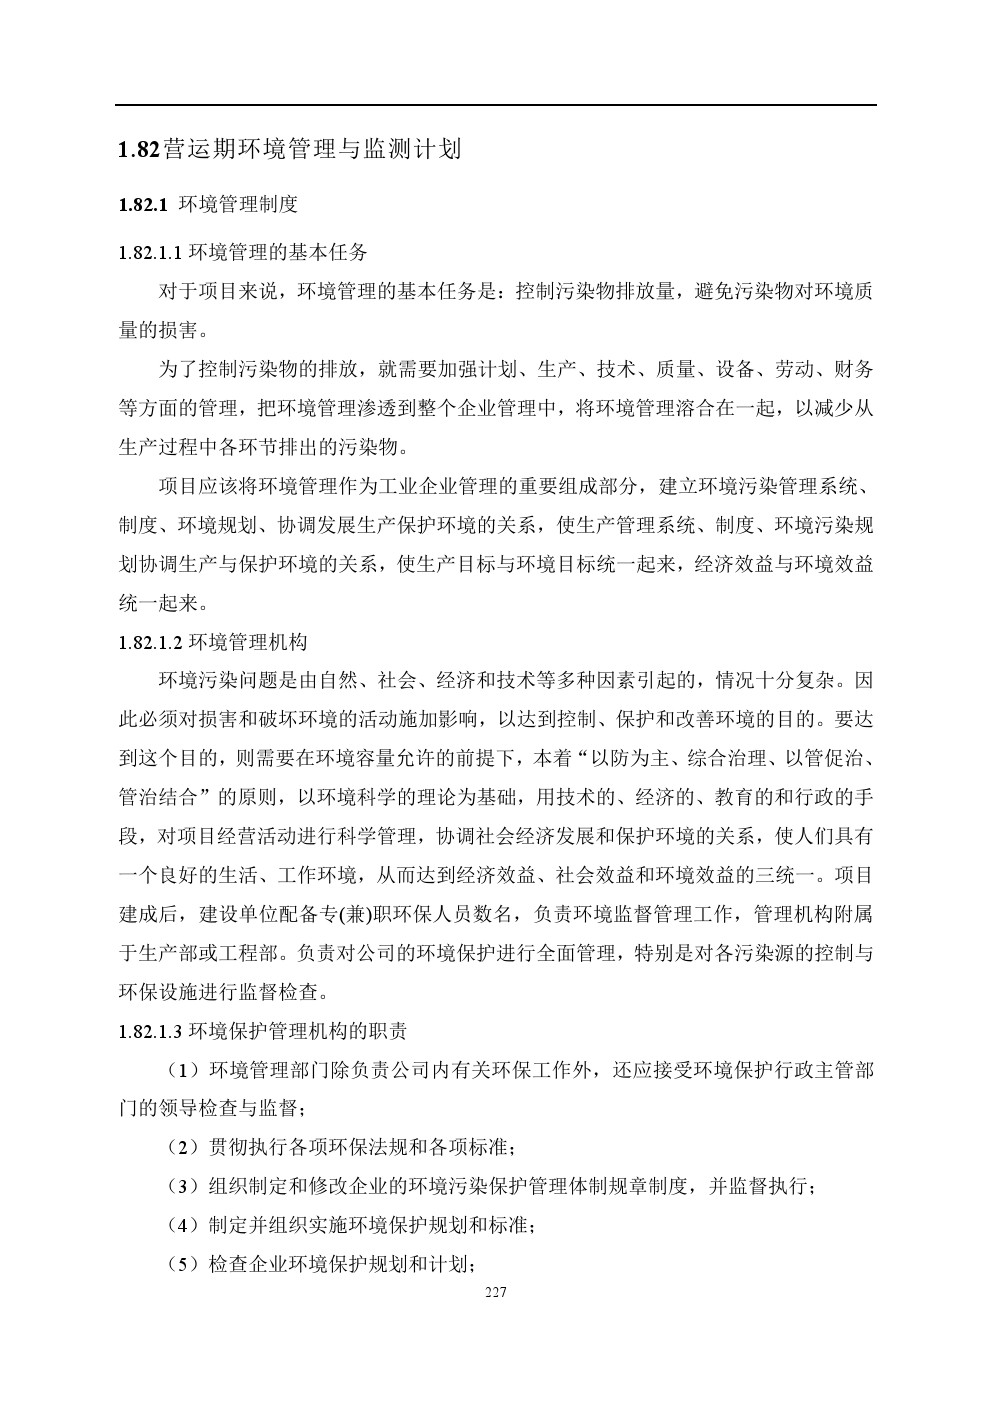 1.82营运期环境管理与监测计划
1.82.1 环境管理制度
1.82.1.1 环境管理的基本任务
对于项目来说，环境管理的基本任务是：控制污染物排放量，避免污染物对环境质
量的损害。
为了控制污染物的排放，就需要加强计划、生产、技术、质量、设备、劳动、财务
等方面的管理，把环境管理渗透到整个企业管理中，将环境管理溶合在一起，以减少从
生产过程中各环节排出的污染物。
项目应该将环境管理作为工业企业管理的重要组成部分，建立环境污染管理系统、
制度、环境规划、协调发展生产保护环境的关系，使生产管理系统、制度、环境污染规
划协调生产与保护环境的关系，使生产目标与环境目标统一起来，经济效益与环境效益
统一起来。
1.82.1.2 环境管理机构
环境污染问题是由自然、社会、经济和技术等多种因素引起的，情况十分复杂。因
此必须对损害和破坏环境的活动施加影响，以达到控制、保护和改善环境的目的。要达
到这个目的，则需要在环境容量允许的前提下，本着“以防为主、综合治理、以管促治、
管治结合”的原则，以环境科学的理论为基础，用技术的、经济的、教育的和行政的手
段，对项目经营活动进行科学管理，协调社会经济发展和保护环境的关系，使人们具有
一个良好的生活、工作环境，从而达到经济效益、社会效益和环境效益的三统一。项目
建成后，建设单位配备专(兼)职环保人员数名，负责环境监督管理工作，管理机构附属
于生产部或工程部。负责对公司的环境保护进行全面管理，特别是对各污染源的控制与
环保设施进行监督检查。
1.82.1.3 环境保护管理机构的职责
（1）环境管理部门除负责公司内有关环保工作外，还应接受环境保护行政主管部
门的领导检查与监督；
（2）贯彻执行各项环保法规和各项标准；
（3）组织制定和修改企业的环境污染保护管理体制规章制度，并监督执行；
（4）制定并组织实施环境保护规划和标准；
（5）检查企业环境保护规划和计划；
227